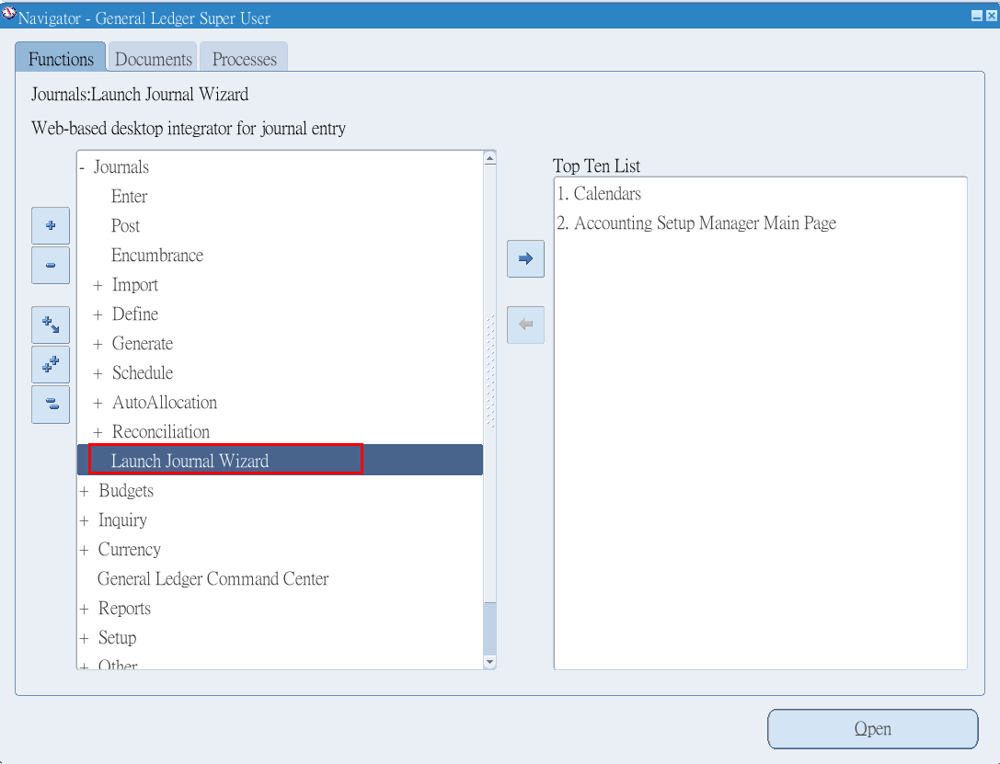 Navigator - General Ledger Super User
Functions
Documents
Processes
Journals:Launch Journal Wizard
Web-based desktop integrator for journal entry
- Journals
Enter
Post
Encumbrance
+ Import
+ Define
+ Generate
+ Schedule
+ AutoAllocation
+ Reconciliation
Launch Journal Wizard
+ Budgets
+ Inquiry
+ Currency
General Ledger Command Center
+ Reports
+ Setup
+ Other
Top Ten List
1. Calendars
2. Accounting Setup Manager Main Page
Open